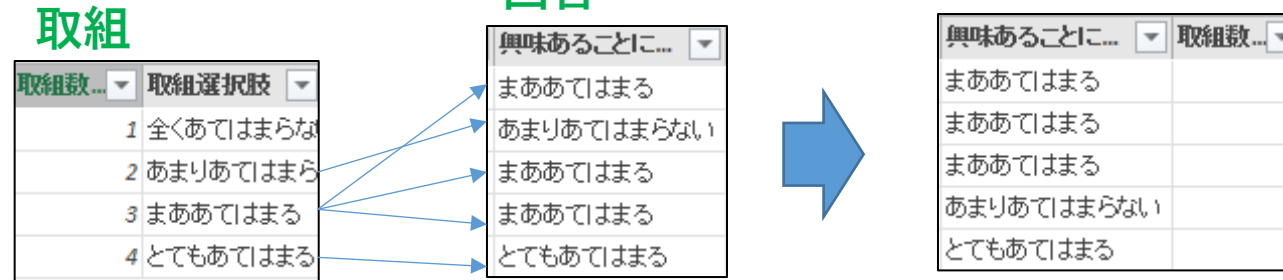 取組
取組数...
取組選択肢
1 全くあてはまらな
2 あまりあてはまら
3 まああてはまる
4 とてもあてはまる
興味あることに...
まああてはまる
あまりあてはまらない
まああてはまる
まああてはまる
とてもあてはまる
興味あることに...
取組数...
まああてはまる
まああてはまる
まああてはまる
あまりあてはまらない
とてもあてはまる